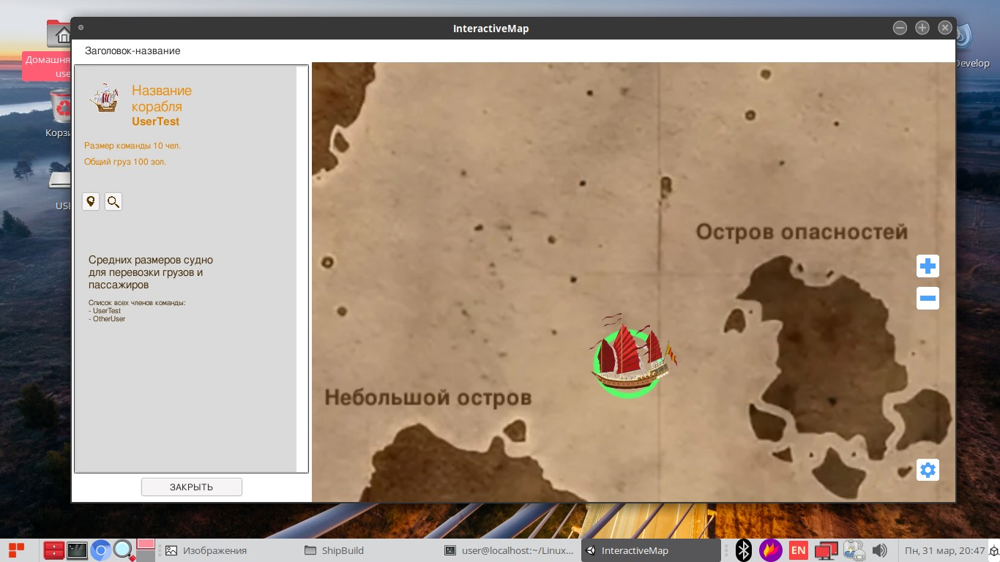 InteractiveMap
Домашня
use
Корзи
USB
Develop
Заголовок-название
Название
корабля
UserTest
Размер команды 10 чел.
Общий груз 100 зол.
Средних размеров судно
для перевозки грузов и
пассажиров
Список всех членов команды:
- UserTest
- OtherUser
ЗАКРЫТЬ
Остров опасностей
Небольшой остров
Изображения
ShipBuild
user@localhost:~/Linux...
InteractiveMap
EN
Пн, 31 мар, 20:47